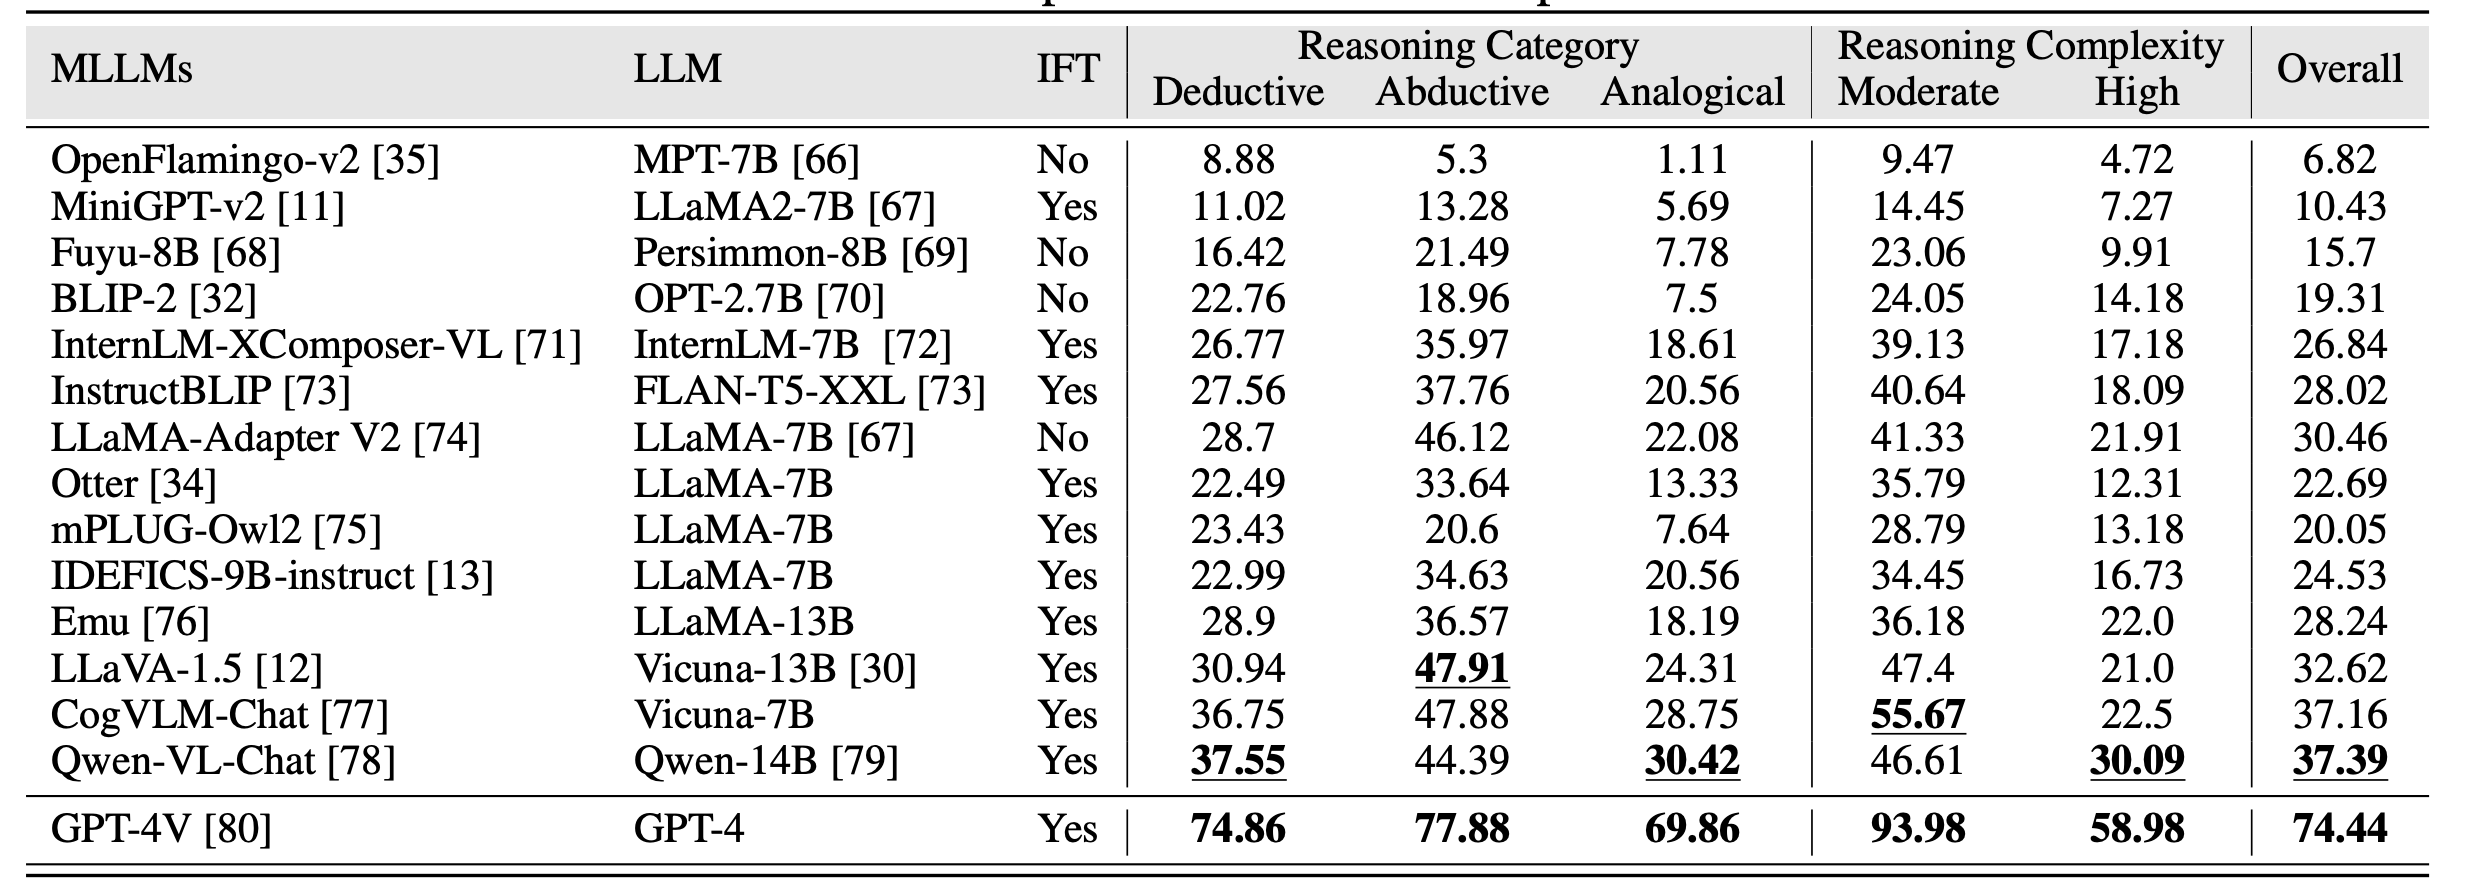 MLLMs LLM IFT Reasoning Category Reasoning Complexity Overall
Deductive Abductive Analogical Moderate High
OpenFlamingo-v2 [35] MPT-7B [66] No 8.88 5.3 1.11 9.47 4.72 6.82
MiniGPT-v2 [11] LLaMA2-7B [67] Yes 11.02 13.28 5.69 14.45 7.27 10.43
Fuyu-8B [68] Persimmon-8B [69] No 16.42 21.49 7.78 23.06 9.91 15.7
BLIP-2 [32] OPT-2.7B [70] No 22.76 18.96 7.5 24.05 14.18 19.31
InternLM-XComposer-VL [71] InternLM-7B [72] Yes 26.77 35.97 18.61 39.13 17.18 26.84
InstructBLIP [73] FLAN-T5-XXL [73] Yes 27.56 37.76 20.56 40.64 18.09 28.02
LLaMA-Adapter V2 [74] LLaMA-7B [67] No 28.7 46.12 22.08 41.33 21.91 30.46
Otter [34] LLaMA-7B Yes 22.49 33.64 13.33 35.79 12.31 22.69
mPLUG-Owl2 [75] LLaMA-7B Yes 23.43 20.6 7.64 28.79 13.18 20.05
IDEFICS-9B-instruct [13] LLaMA-7B Yes 22.99 34.63 20.56 34.45 16.73 24.53
Emu [76] LLaMA-13B Yes 28.9 36.57 18.19 36.18 22.0 28.24
LLaVA-1.5 [12] Vicuna-13B [30] Yes 30.94 47.91 24.31 47.4 21.0 32.62
CogVLM-Chat [77] Vicuna-7B Yes 36.75 47.88 28.75 55.67 22.5 37.16
Qwen-VL-Chat [78] Qwen-14B [79] Yes 37.55 44.39 30.42 46.61 30.09 37.39
GPT-4V [80] GPT-4 Yes 74.86 77.88 69.86 93.98 58.98 74.44